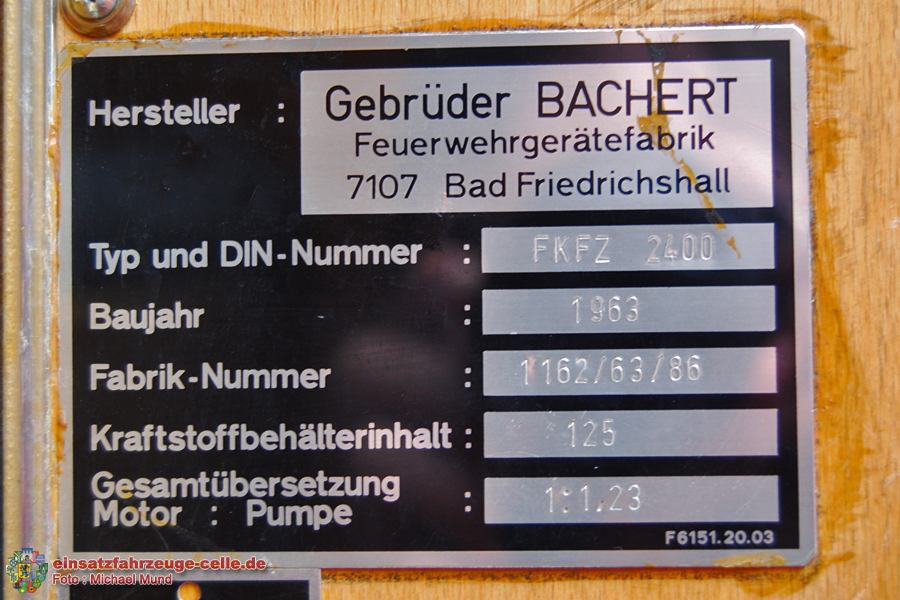 Hersteller : Gebrüder BACHERT
Feuerwehrgerätefabrik
7107 Bad Friedrichshall
Typ und DIN-Nummer : FKFZ 2400
Baujahr : 1963
Fabrik-Nummer : 1162/63/86
Kraftstoffbehälterinhalt : 125
Gesamtübersetzung
Motor : Pumpe : 1:1,23
F6151.20.03
einsatzfahrzeuge-celle.de
Foto : Michael Mund